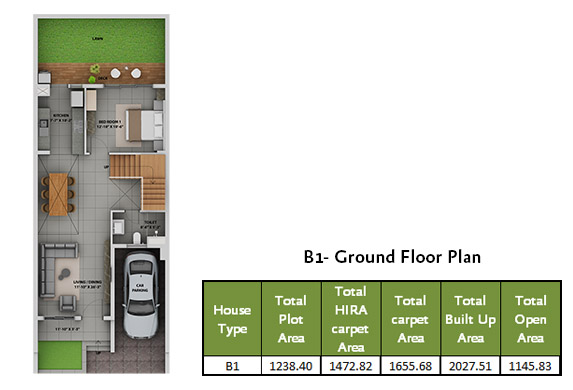 LAWN
DECK
KITCHEN
BED ROOM 1
UP
TOILET
CAR
PARKING
LIVING / DINING
B1- Ground Floor Plan
House Type
Total Plot Area
Total HIRA carpet Area
Total carpet Area
Total Built Up Area
Total Open Area
B1 1238.40 1472.82 1655.68 2027.51 1145.83